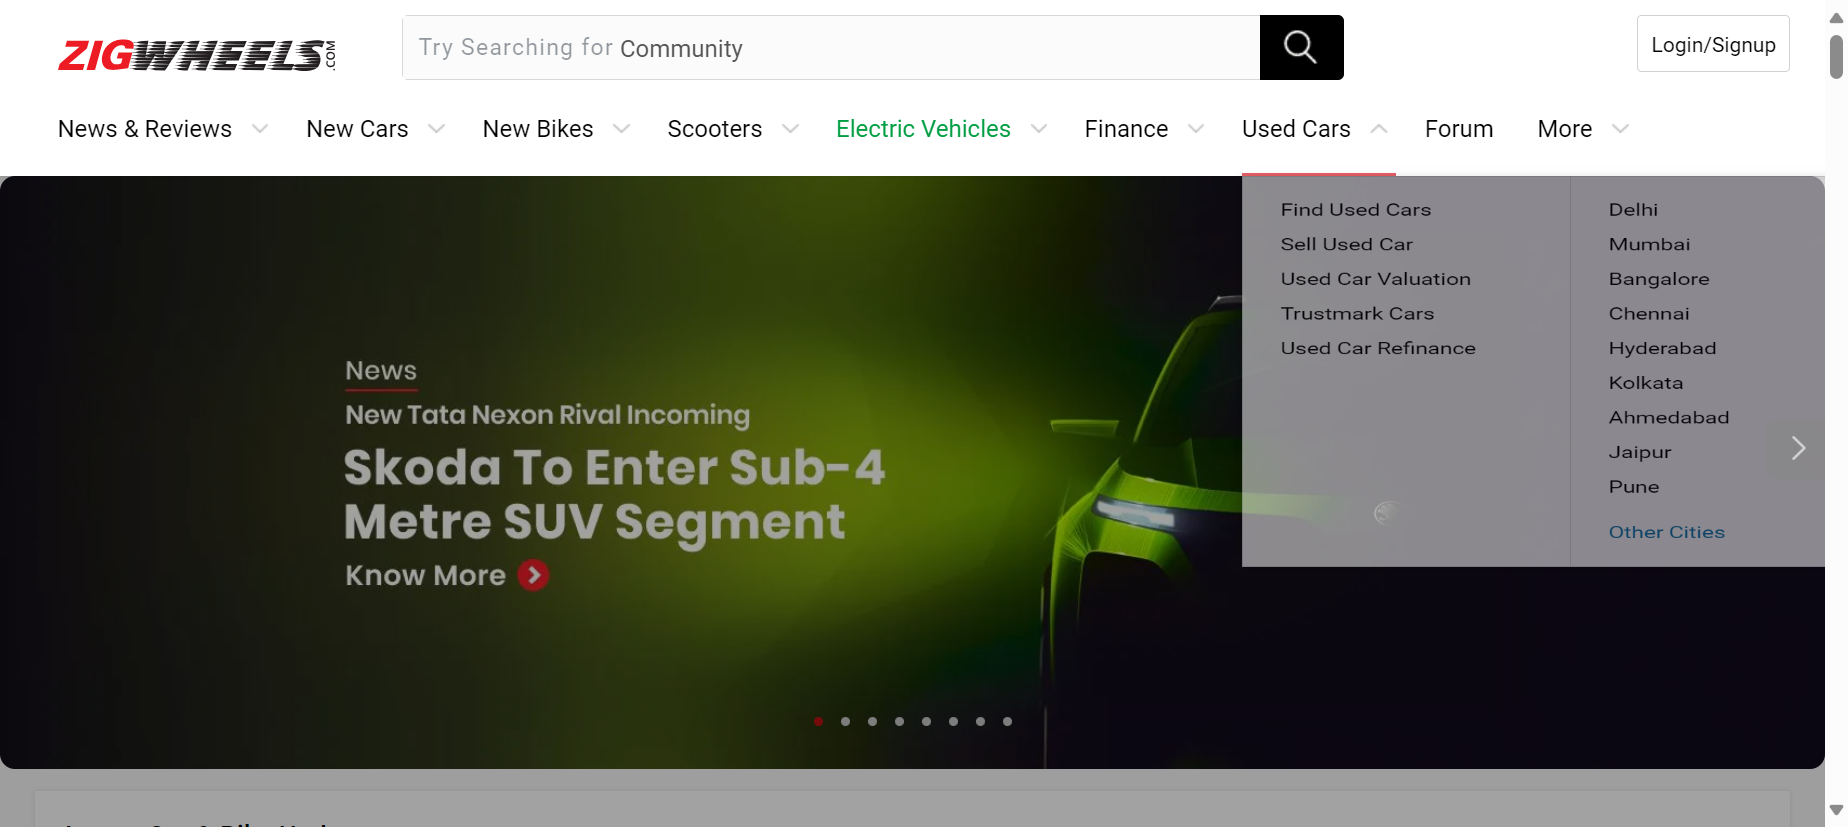 ZIGWHEELS.COM
Try Searching for Community
Login/Signup
News & Reviews
New Cars
New Bikes
Scooters
Electric Vehicles
Finance
Used Cars
Forum
More
Find Used Cars
Sell Used Car
Used Car Valuation
Trustmark Cars
Used Car Refinance
Delhi
Mumbai
Bangalore
Chennai
Hyderabad
Kolkata
Ahmedabad
Jaipur
Pune
Other Cities
News
New Tata Nexon Rival Incoming
Skoda To Enter Sub-4
Metre SUV Segment
Know More